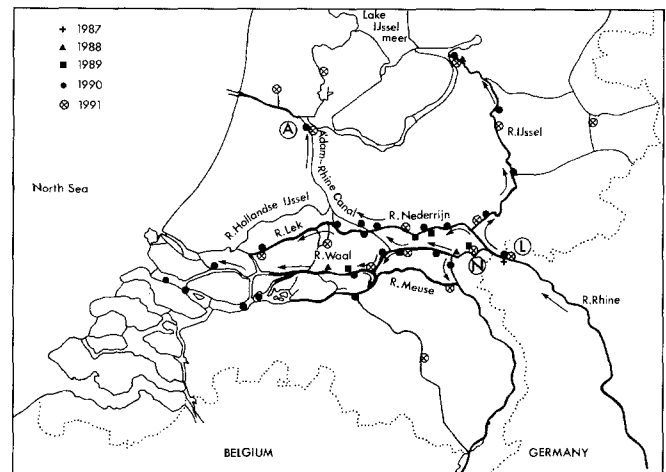 + 1987
▲ 1988
■ 1989
● 1990
⊗ 1991
Lake
IJssel
meer
A
A'dam–Rhine Canal
R.IJssel
North Sea
R.Hollandse IJssel
R.Nederrijn
R.Lek
L
R.Waal
N
R.Meuse
R.Rhine
BELGIUM
GERMANY